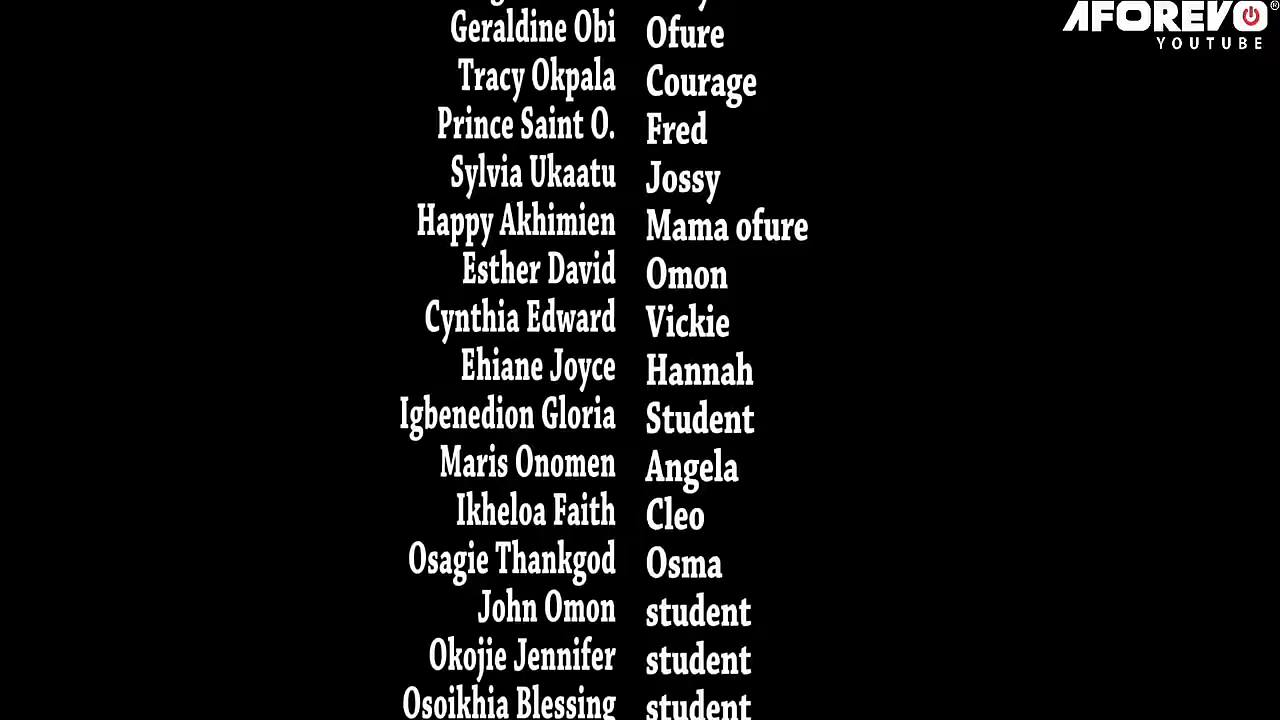 AFOREVO
YOUTUBE
Geraldine Obi Ofure
Tracy Okpala Courage
Prince Saint O. Fred
Sylvia Ukaatu Jossy
Happy Akhimien Mama ofure
Esther David Omon
Cynthia Edward Vickie
Ehiane Joyce Hannah
Igbenedion Gloria Student
Maris Onomen Angela
Ikheloa Faith Cleo
Osagie Thankgod Osma
John Omon student
Okojie Jennifer student
Osoikhia Blessing student